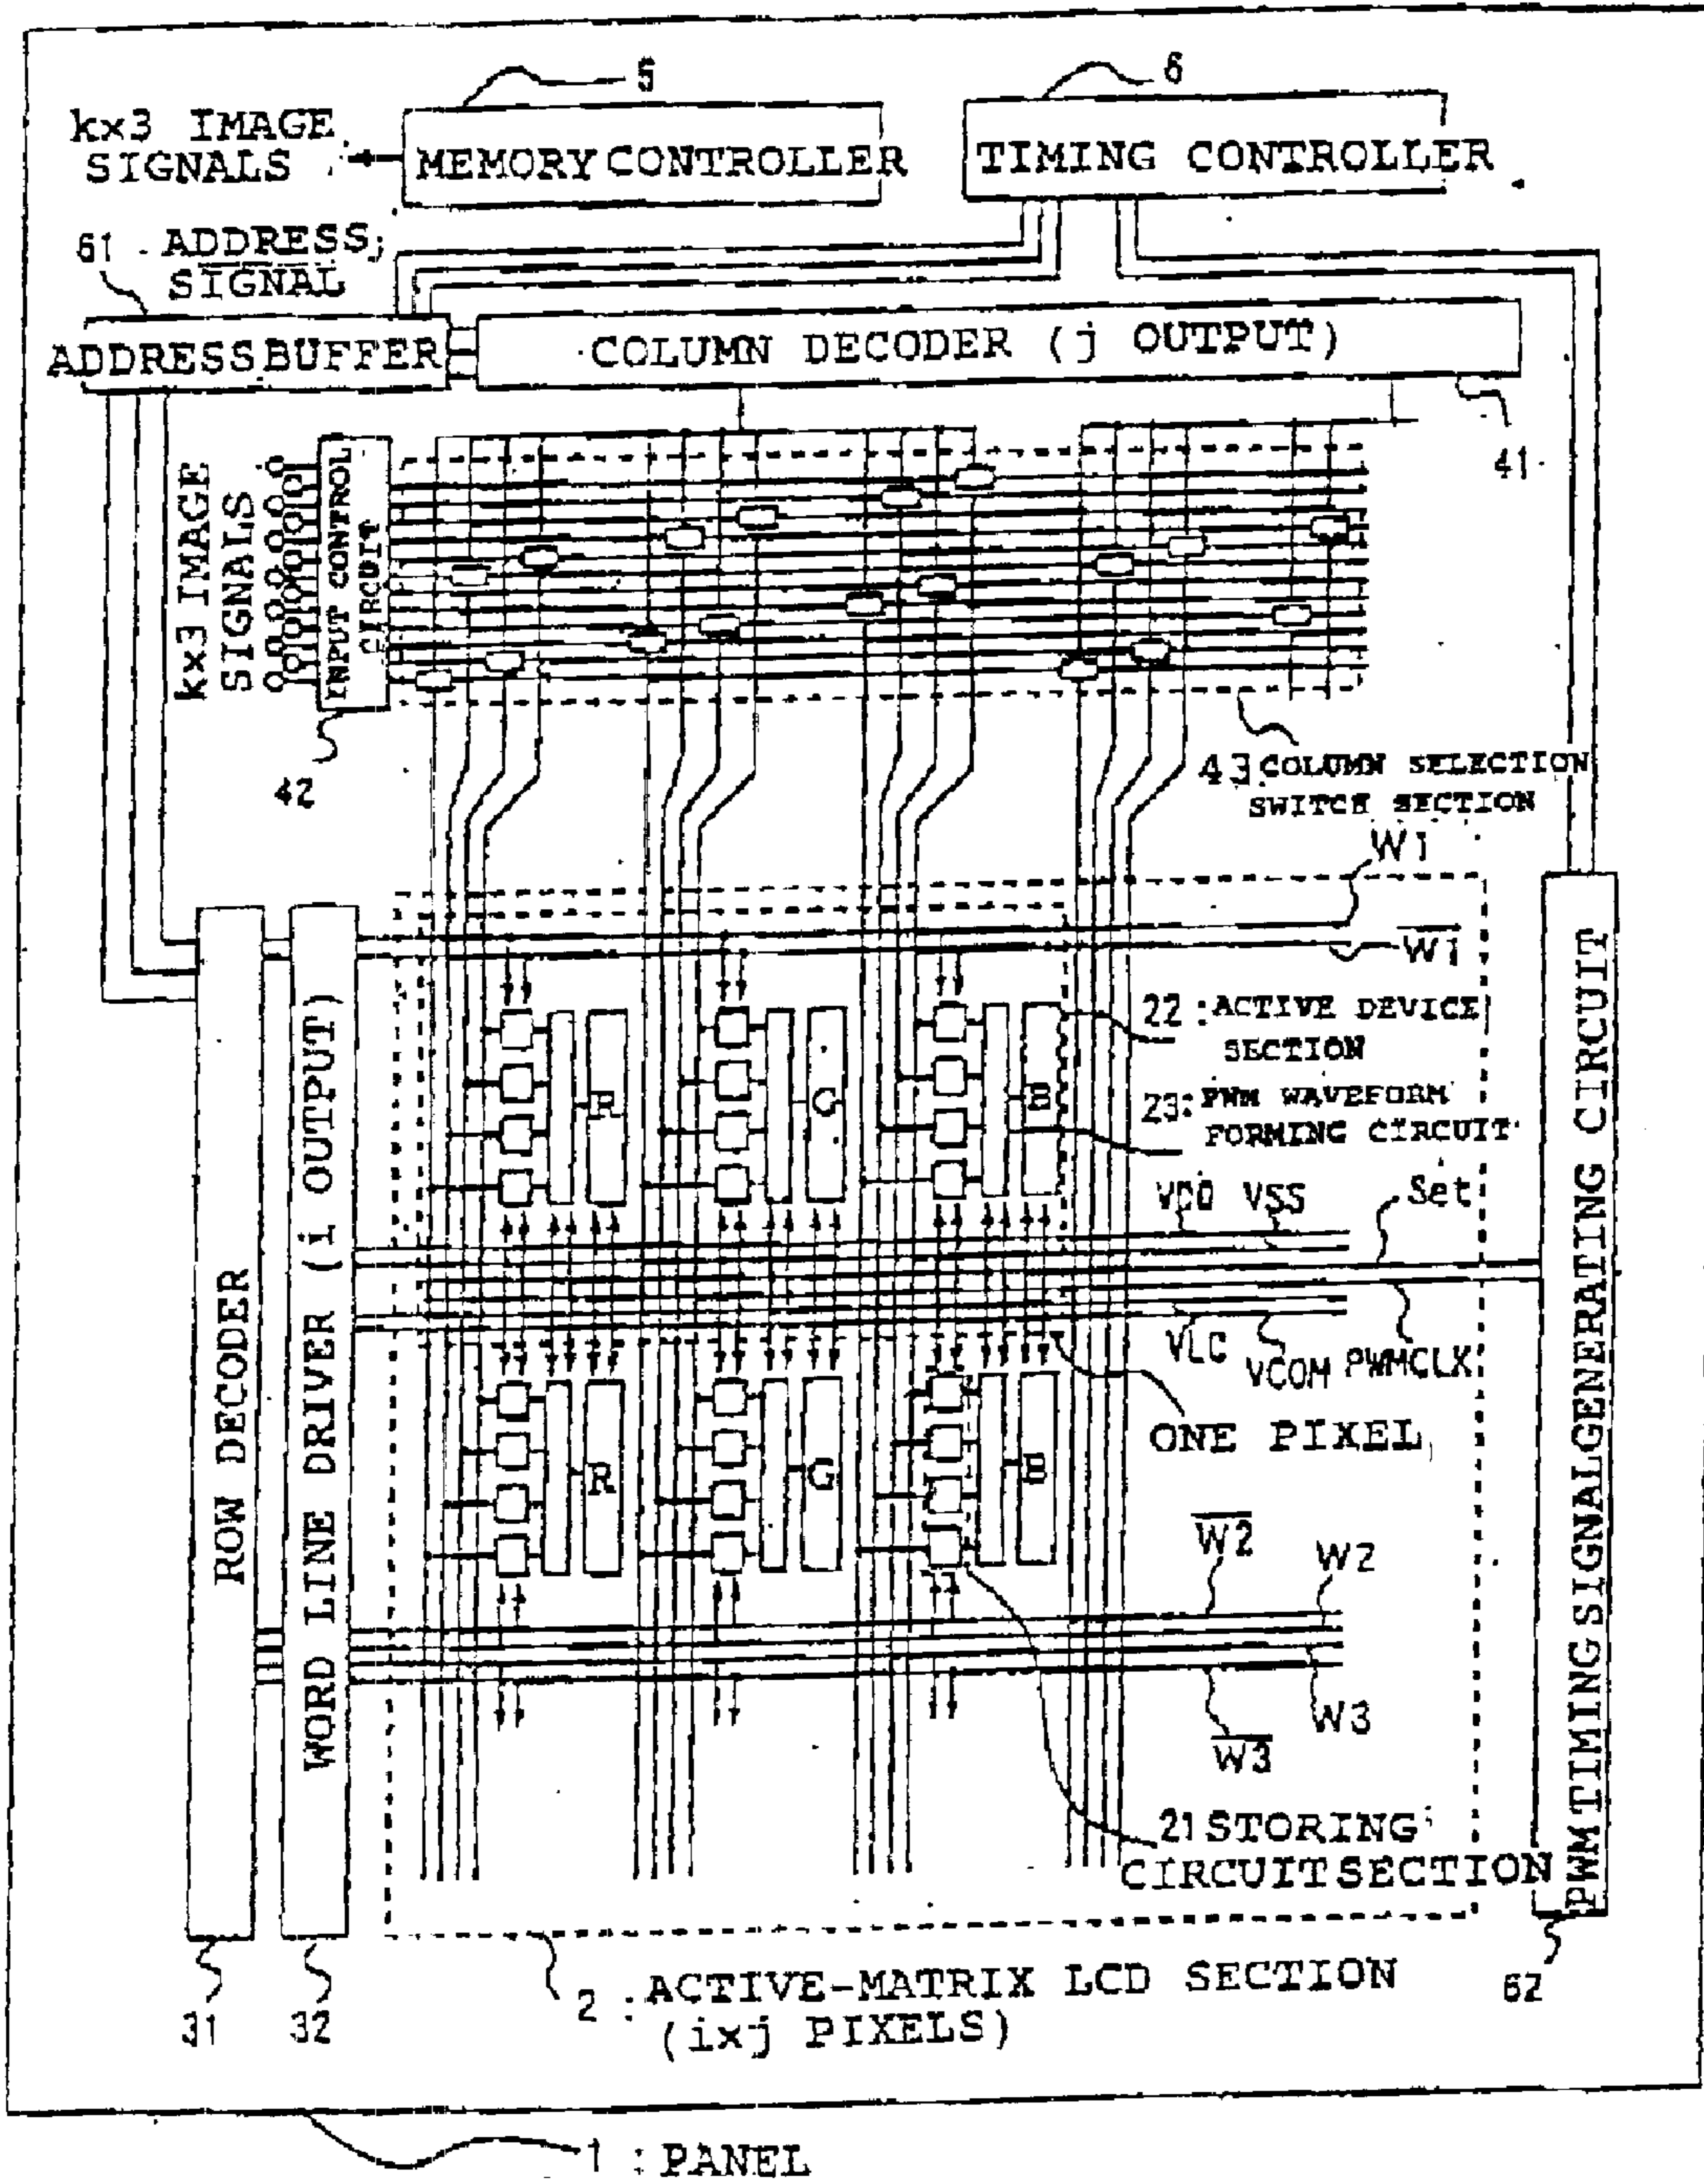 5
6
kx3 IMAGE
SIGNALS
MEMORY CONTROLLER
TIMING CONTROLLER
61
ADDRESS
SIGNAL
ADDRESS BUFFER
COLUMN DECODER (j OUTPUT)
41
kx3 IMAGE
SIGNALS
INPUT CONTROL
CIRCUIT
42
43 COLUMN SELECTION
SWITCH SECTION
W1
W1
22 : ACTIVE DEVICE
SECTION
23 : PWM WAVEFORM
FORMING CIRCUIT
R
G
B
VDD VSS Set
VLC VCOM PWMCLK
ONE PIXEL
R
G
B
W2
W2
W3
W3
21 STORING
CIRCUIT SECTION
ROW DECODER
WORD LINE DRIVER (i OUTPUT)
PWM TIMING SIGNAL GENERATING CIRCUIT
31
32
2 : ACTIVE-MATRIX LCD SECTION
(ixj PIXELS)
62
1 : PANEL